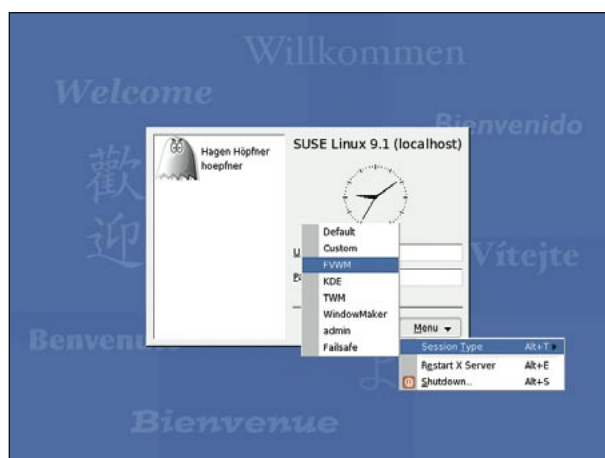 Willkommen
Welcome
Bienvenido
歡
迎
Vítejte
Bienvenue
Hagen Höpfner
hoepfner
SUSE Linux 9.1 (localhost)
U
Default
Custom
FVWM
KDE
TWM
WindowMaker
admin
Failsafe
Menu
Session Type Alt+T
Restart X Server Alt+E
Shutdown... Alt+S